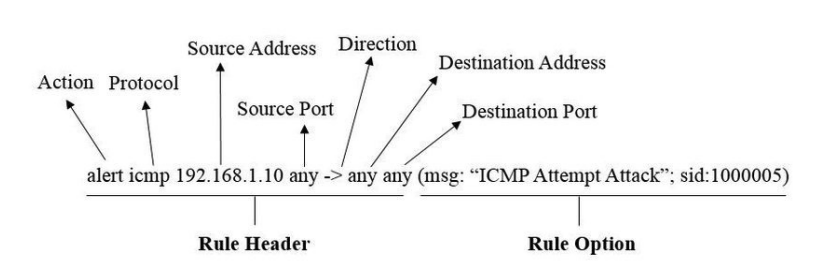 Source Address Direction
Destination Address
Action Protocol
Source Port Destination Port
alert icmp 192.168.1.10 any -> any any (msg: “ICMP Attempt Attack”; sid:1000005)
Rule Header Rule Option